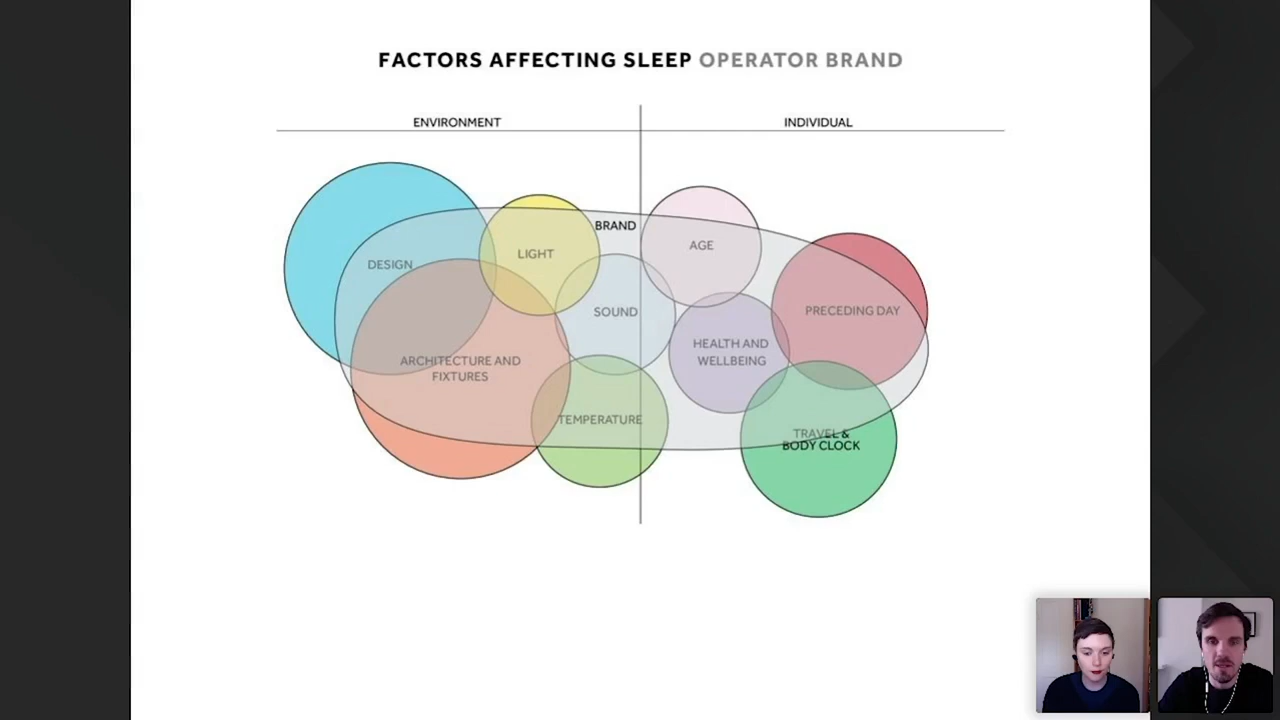 FACTORS AFFECTING SLEEP OPERATOR BRAND
ENVIRONMENT
INDIVIDUAL
BRAND
AGE
LIGHT
DESIGN
SOUND
PRECEDING DAY
HEALTH AND
WELLBEING
ARCHITECTURE AND
FIXTURES
TEMPERATURE
TRAVEL &
BODY CLOCK